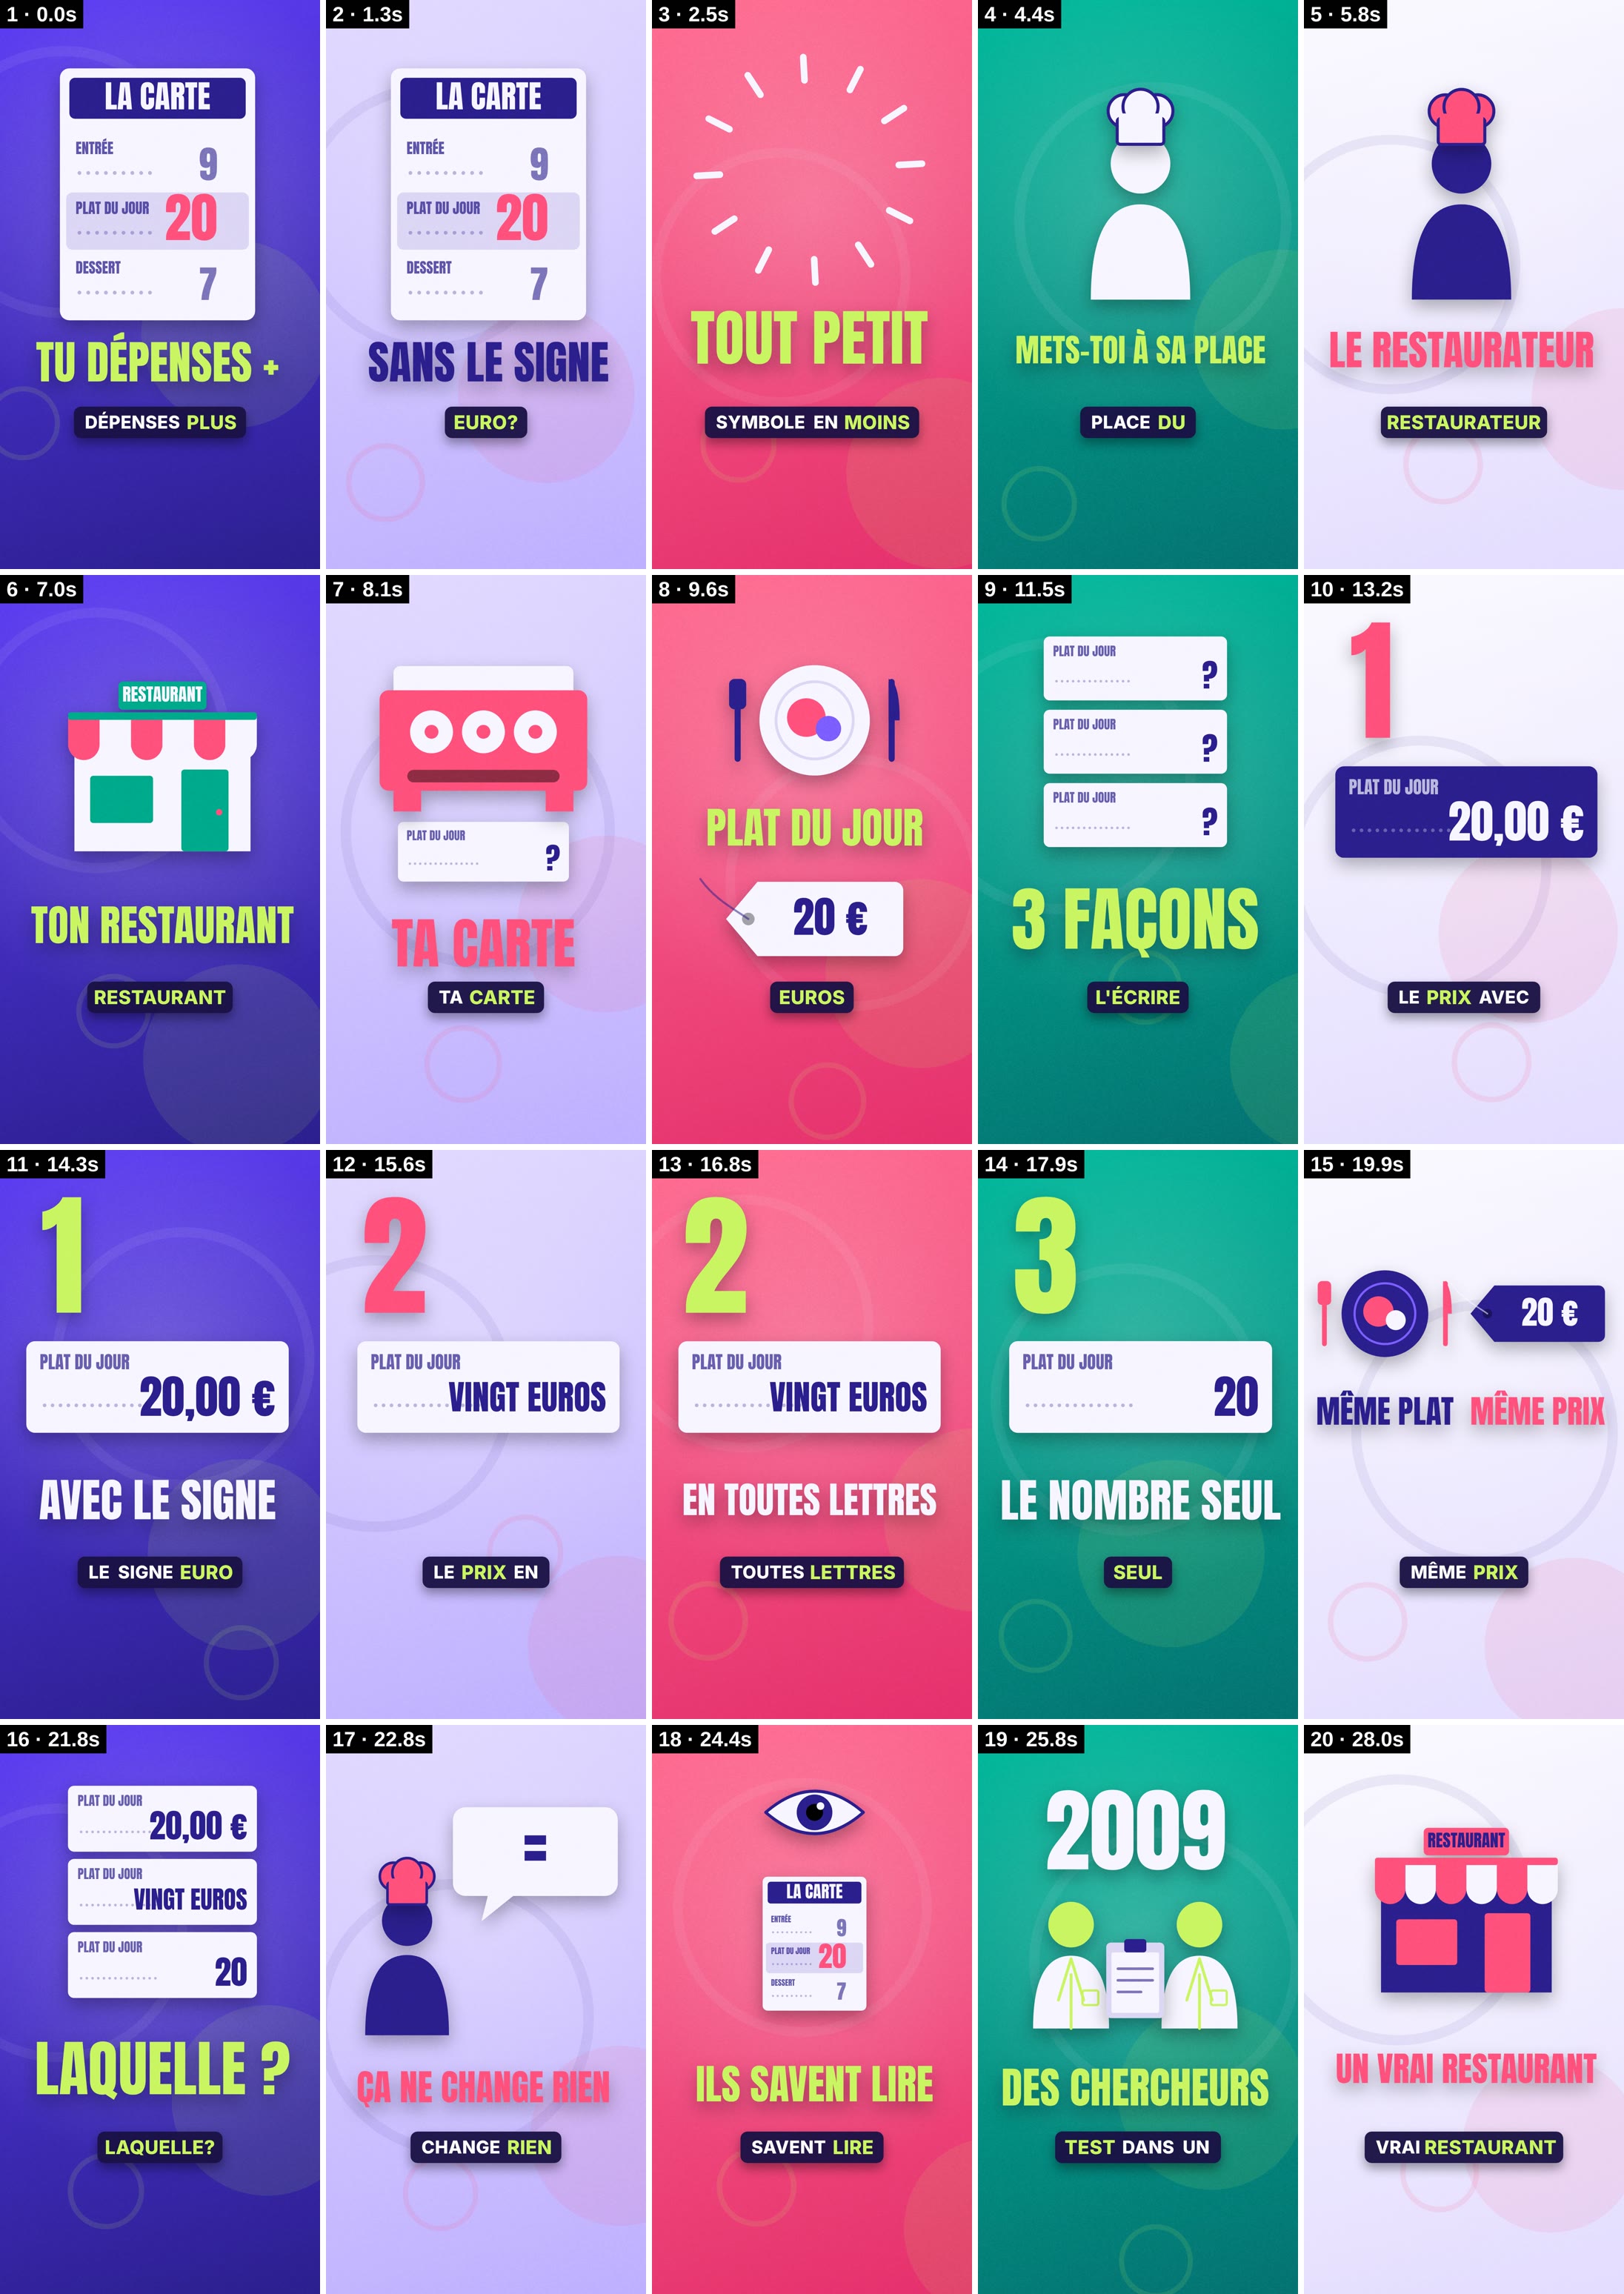 1 · 0.0s
LA CARTE
ENTRÉE
9
PLAT DU JOUR
20
DESSERT
7
TU DÉPENSES +
DÉPENSES PLUS
2 · 1.3s
LA CARTE
ENTRÉE
9
PLAT DU JOUR
20
DESSERT
7
SANS LE SIGNE
EURO?
3 · 2.5s
TOUT PETIT
SYMBOLE EN MOINS
4 · 4.4s
METS-TOI À SA PLACE
PLACE DU
5 · 5.8s
LE RESTAURATEUR
RESTAURATEUR
6 · 7.0s
RESTAURANT
TON RESTAURANT
RESTAURANT
7 · 8.1s
PLAT DU JOUR
?
TA CARTE
TA CARTE
8 · 9.6s
PLAT DU JOUR
20 €
EUROS
9 · 11.5s
PLAT DU JOUR
?
PLAT DU JOUR
?
PLAT DU JOUR
?
3 FAÇONS
L'ÉCRIRE
10 · 13.2s
1
PLAT DU JOUR
20,00 €
LE PRIX AVEC
11 · 14.3s
1
PLAT DU JOUR
20,00 €
AVEC LE SIGNE
LE SIGNE EURO
12 · 15.6s
2
PLAT DU JOUR
VINGT EUROS
LE PRIX EN
13 · 16.8s
2
PLAT DU JOUR
VINGT EUROS
EN TOUTES LETTRES
TOUTES LETTRES
14 · 17.9s
3
PLAT DU JOUR
20
LE NOMBRE SEUL
SEUL
15 · 19.9s
20 €
MÊME PLAT MÊME PRIX
MÊME PRIX
16 · 21.8s
PLAT DU JOUR
20,00 €
PLAT DU JOUR
VINGT EUROS
PLAT DU JOUR
20
LAQUELLE ?
LAQUELLE?
17 · 22.8s
=
ÇA NE CHANGE RIEN
CHANGE RIEN
18 · 24.4s
LA CARTE
ENTRÉE
9
PLAT DU JOUR
20
DESSERT
7
ILS SAVENT LIRE
SAVENT LIRE
19 · 25.8s
2009
DES CHERCHEURS
TEST DANS UN
20 · 28.0s
RESTAURANT
UN VRAI RESTAURANT
VRAI RESTAURANT